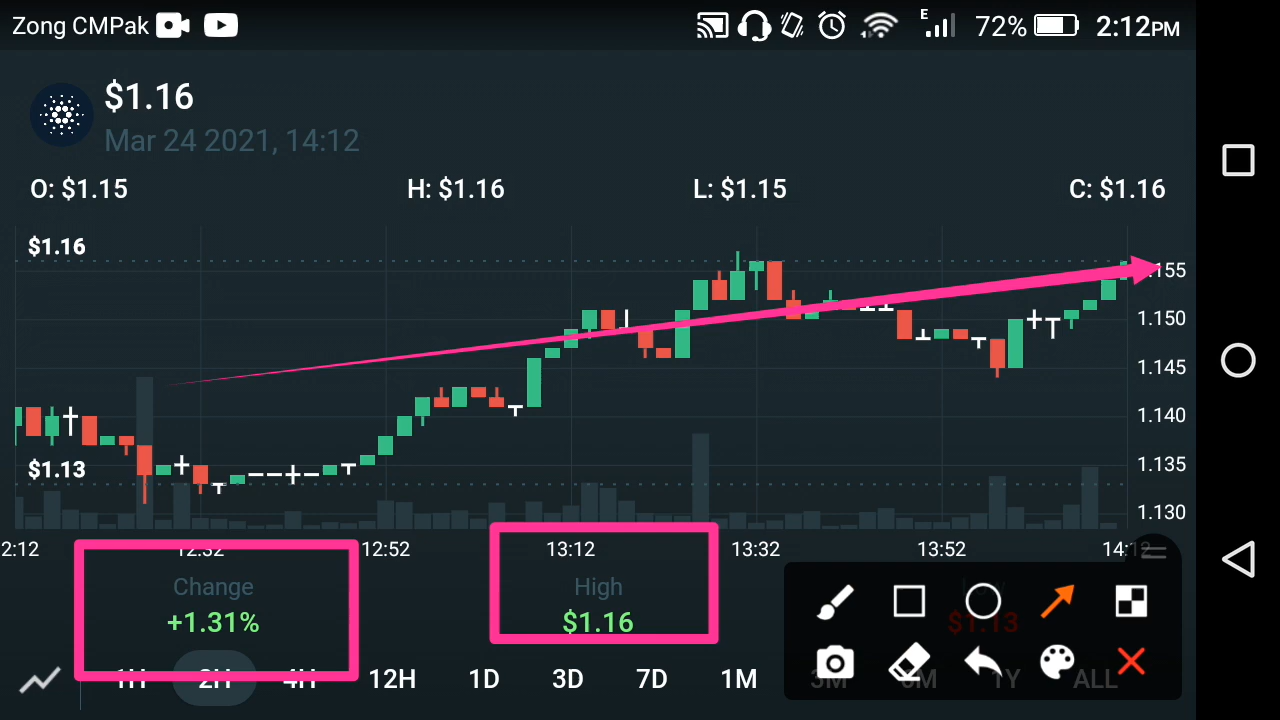 Zong CMPak E 72% 2:12PM
$1.16
Mar 24 2021, 14:12
O: $1.15 H: $1.16 L: $1.15 C: $1.16
$1.16
1.150
1.145
1.140
$1.13 1.135
1.130
2:12 12:32 12:52 13:12 13:32 13:52
Change High
+1.31% $1.16 $1.13
1H 2H 4H 12H 1D 3D 7D 1M 3M 6M 1Y ALL